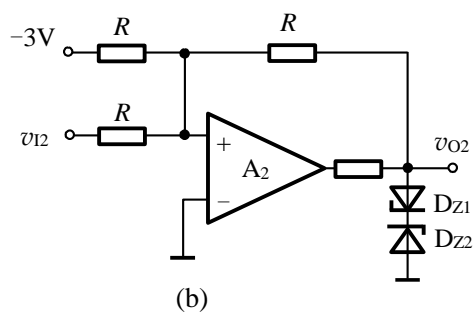 −3V
R
R
v_I2
R
+
A₂
−
v_O2
D_Z1
D_Z2
(b)